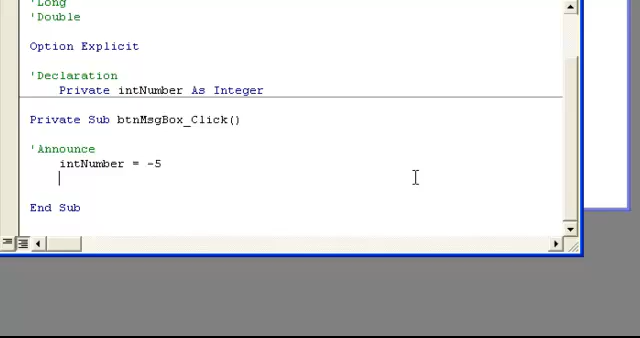 'Long
'Double
Option Explicit
'Declaration
Private intNumber As Integer
Private Sub btnMsgBox_Click()
'Announce
intNumber = -5
End Sub